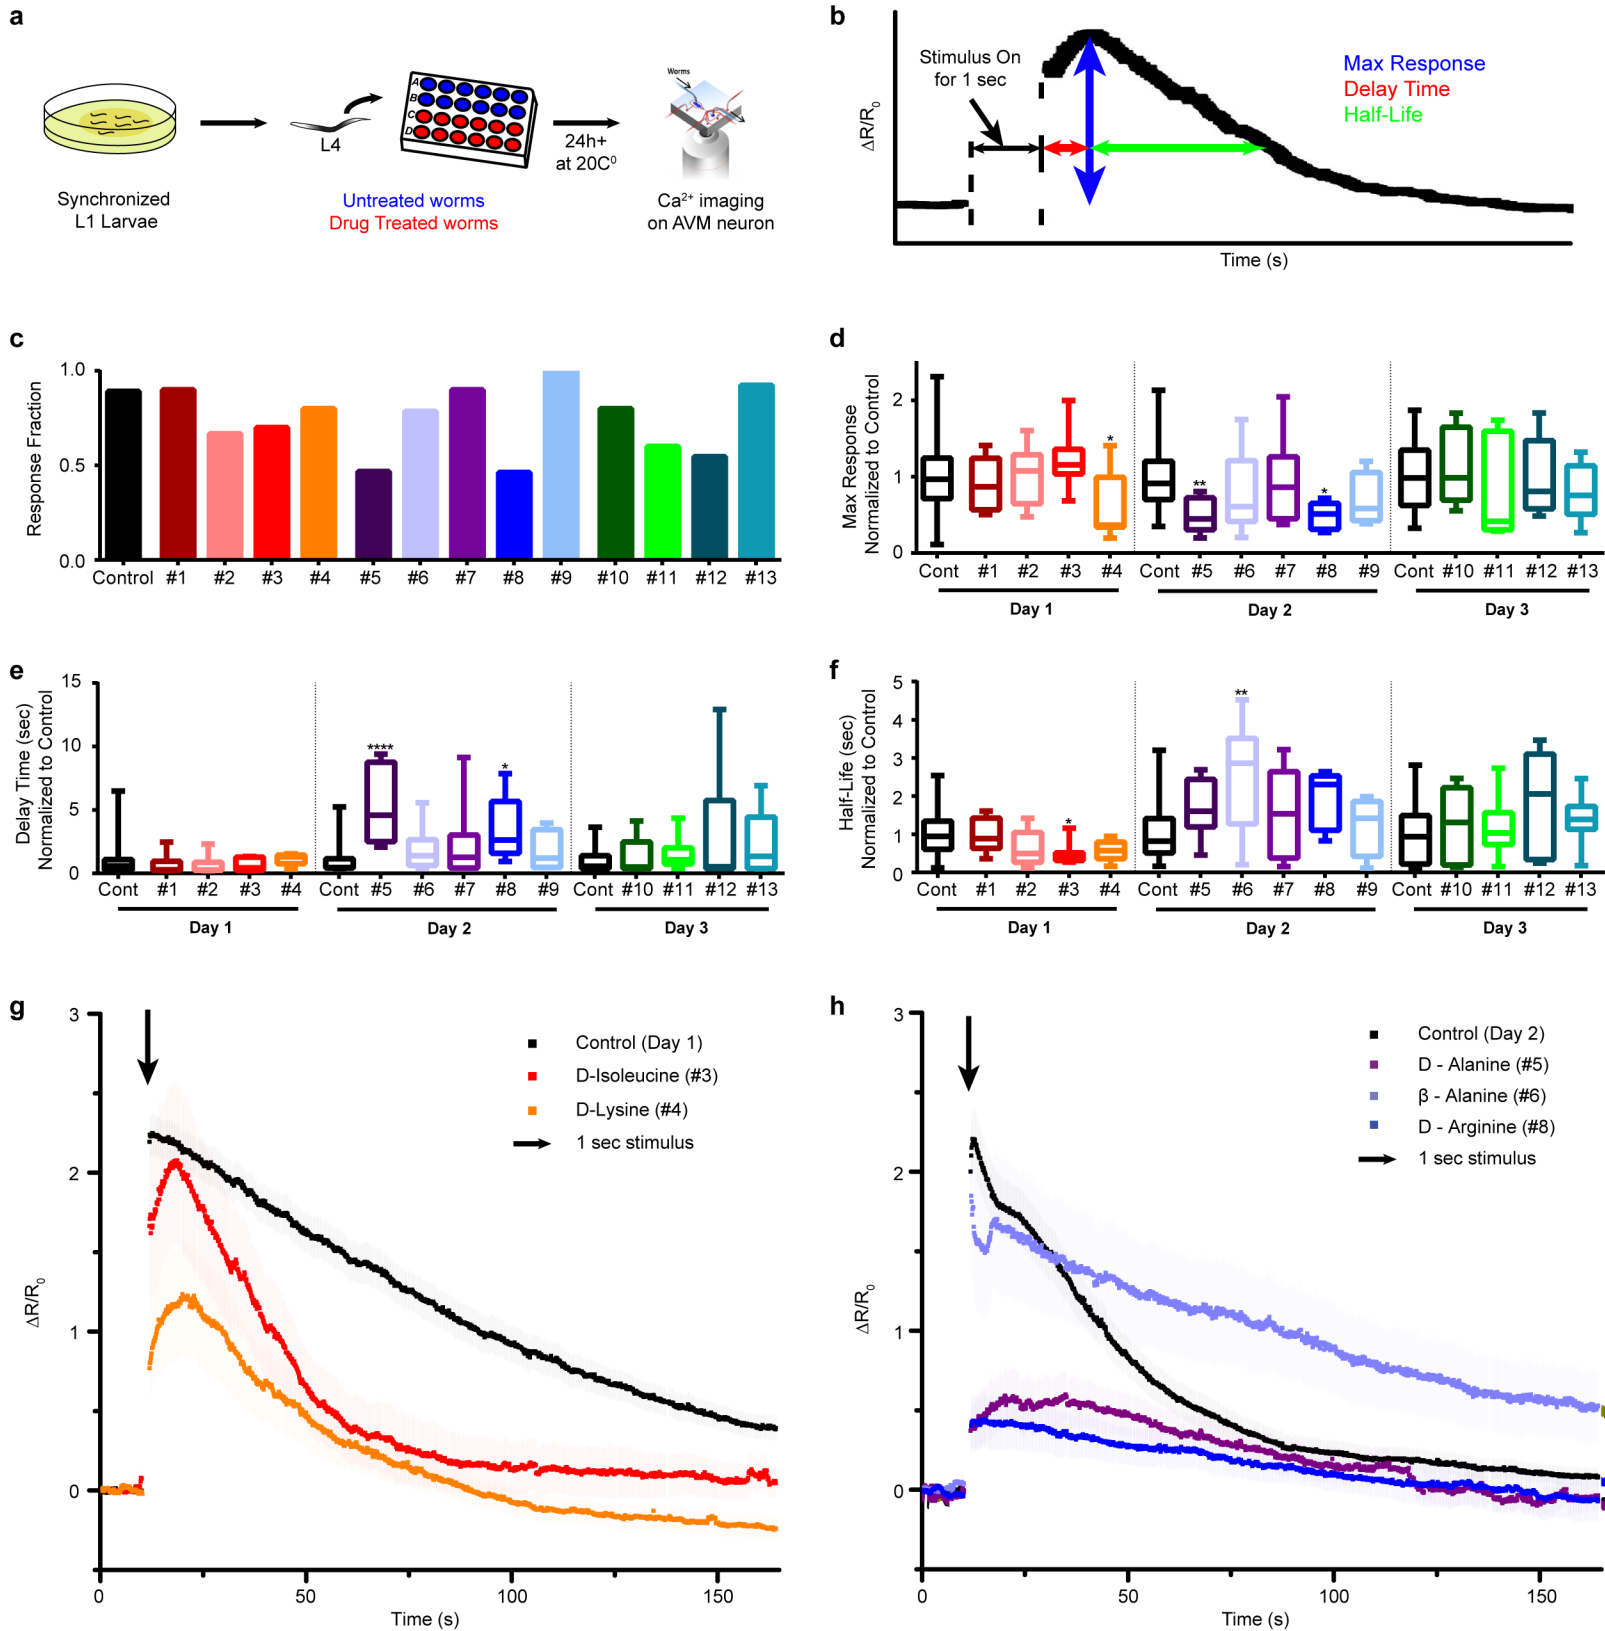 a
Synchronized
L1 Larvae
L4
A
B
C
D
Untreated worms
Drug Treated worms
24h+
at 20C⁰
Worms
Ca²⁺ imaging
on AVM neuron
b
ΔR/R₀
Stimulus On
for 1 sec
Max Response
Delay Time
Half-Life
Time (s)
c
Response Fraction
1.0
0.5
0.0
Control #1 #2 #3 #4 #5 #6 #7 #8 #9 #10 #11 #12 #13
d
Max Response
Normalized to Control
2
1
0
* ** *
Cont #1 #2 #3 #4 Cont #5 #6 #7 #8 #9 Cont #10 #11 #12 #13
Day 1 Day 2 Day 3
e
Delay Time (sec)
Normalized to Control
15
10
5
0
**** *
Cont #1 #2 #3 #4 Cont #5 #6 #7 #8 #9 Cont #10 #11 #12 #13
Day 1 Day 2 Day 3
f
Half-Life (sec)
Normalized to Control
5
4
3
2
1
0
* **
Cont #1 #2 #3 #4 Cont #5 #6 #7 #8 #9 Cont #10 #11 #12 #13
Day 1 Day 2 Day 3
g
ΔR/R₀
3
2
1
0
Control (Day 1)
D-Isoleucine (#3)
D-Lysine (#4)
1 sec stimulus
0 50 100 150
Time (s)
h
ΔR/R₀
3
2
1
0
Control (Day 2)
D - Alanine (#5)
β - Alanine (#6)
D - Arginine (#8)
1 sec stimulus
0 50 100 150
Time (s)